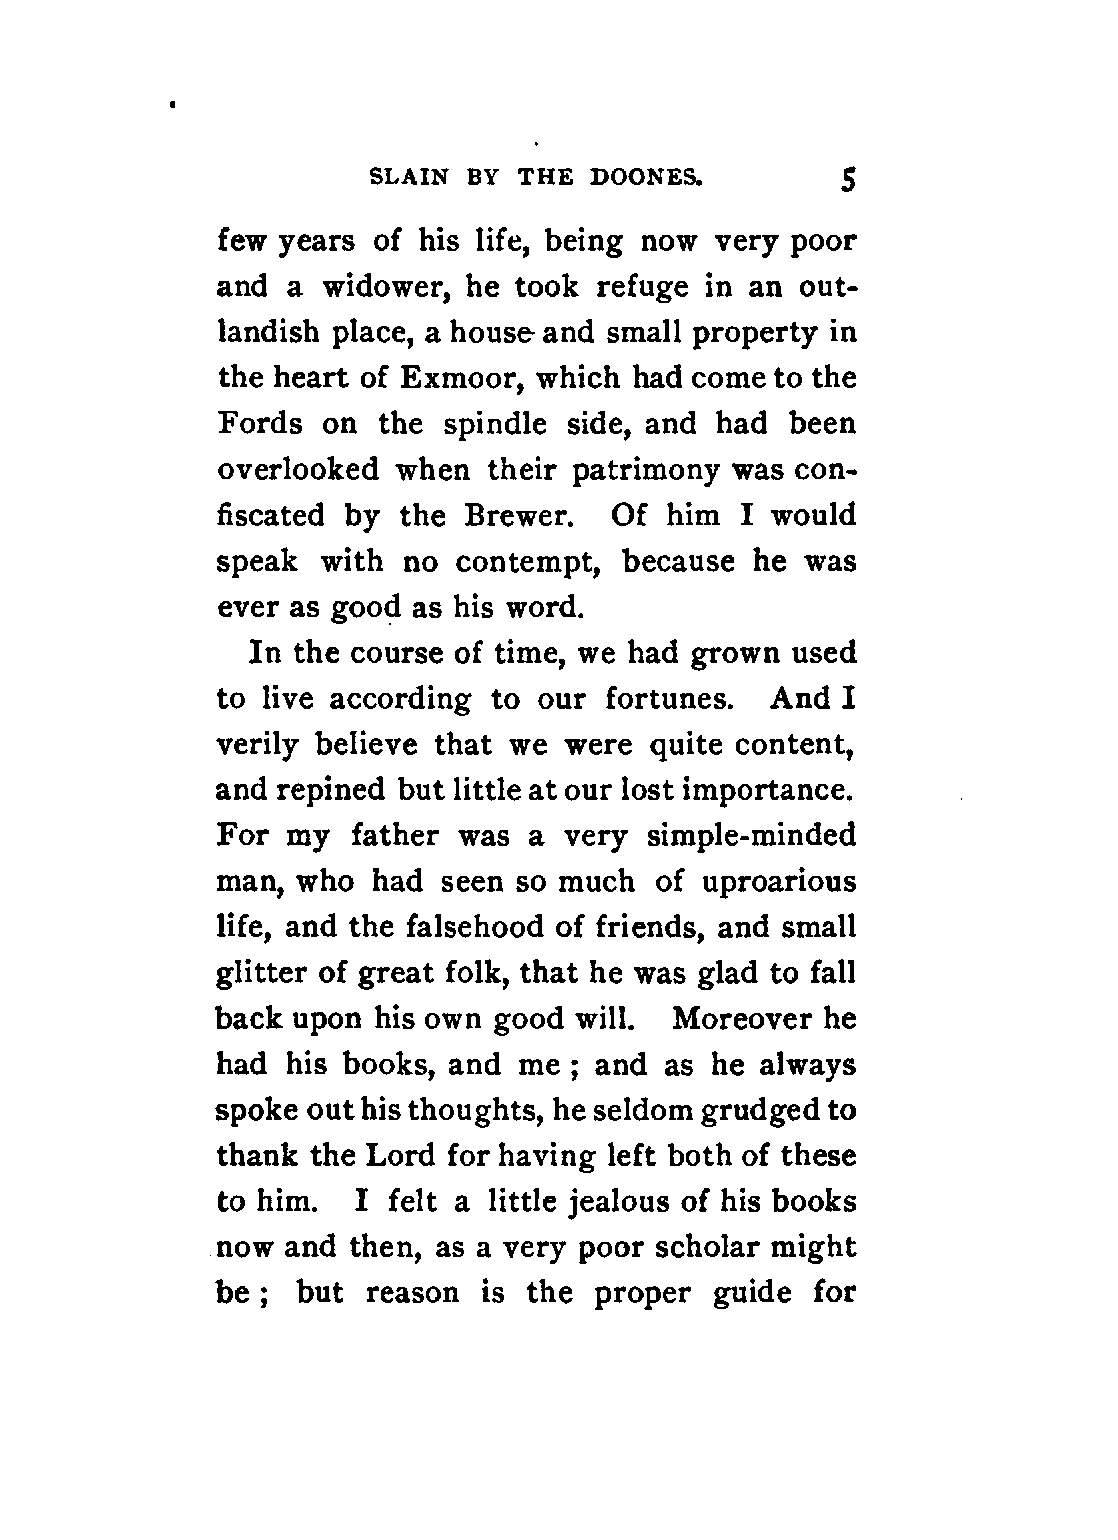 SLAIN BY THE DOONES. 5
few years of his life, being now very poor
and a widower, he took refuge in an out-
landish place, a house and small property in
the heart of Exmoor, which had come to the
Fords on the spindle side, and had been
overlooked when their patrimony was con-
fiscated by the Brewer. Of him I would
speak with no contempt, because he was
ever as good as his word.
In the course of time, we had grown used
to live according to our fortunes. And I
verily believe that we were quite content,
and repined but little at our lost importance.
For my father was a very simple-minded
man, who had seen so much of uproarious
life, and the falsehood of friends, and small
glitter of great folk, that he was glad to fall
back upon his own good will. Moreover he
had his books, and me ; and as he always
spoke out his thoughts, he seldom grudged to
thank the Lord for having left both of these
to him. I felt a little jealous of his books
now and then, as a very poor scholar might
be ; but reason is the proper guide for